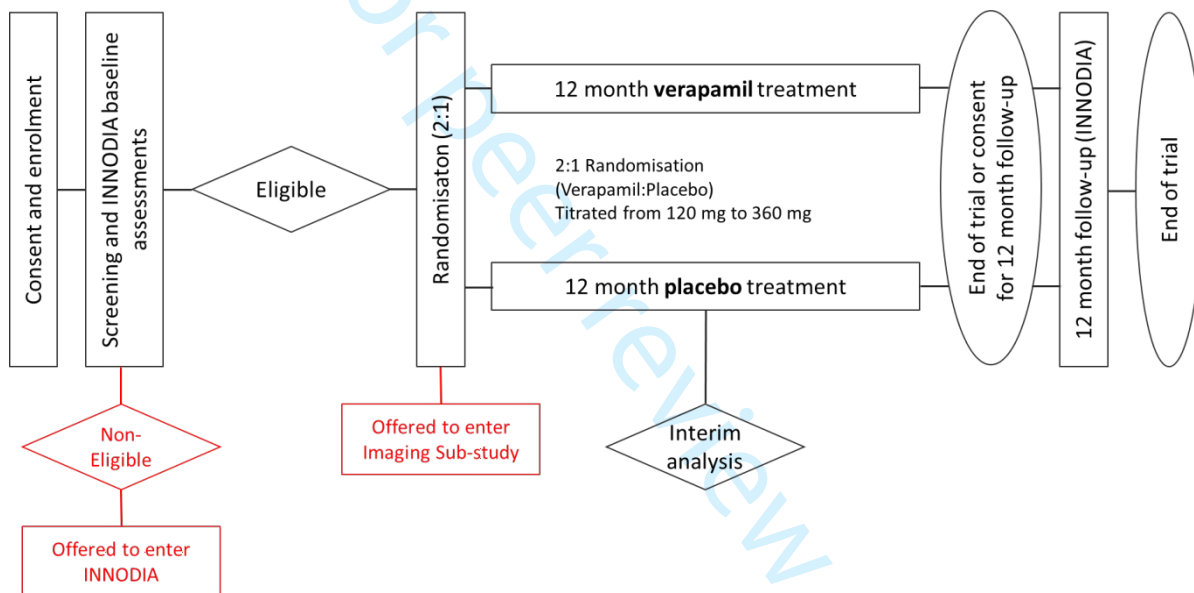 Consent and enrolment
Screening and INNODIA baseline
assessments
Eligible
Randomisaton (2:1)
12 month verapamil treatment
2:1 Randomisation
(Verapamil:Placebo)
Titrated from 120 mg to 360 mg
12 month placebo treatment
End of trial or consent
for 12 month follow-up
12 month follow-up (INNODIA)
End of trial
Non-
Eligible
Offered to enter
INNODIA
Offered to enter
Imaging Sub-study
Interim
analysis
or peer review